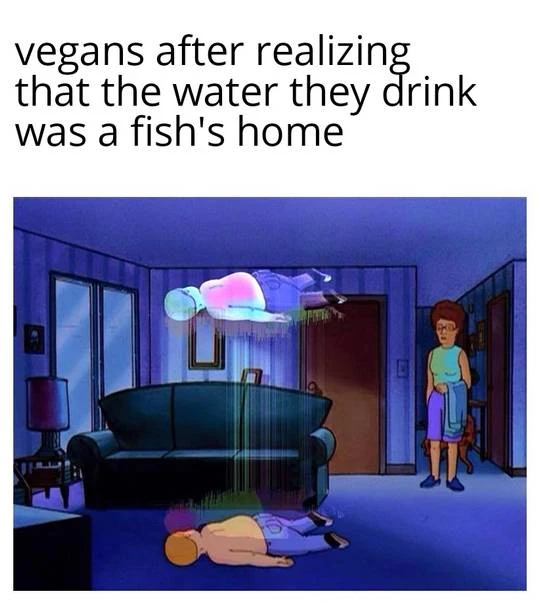 vegans after realizing
that the water they drink
was a fish's home